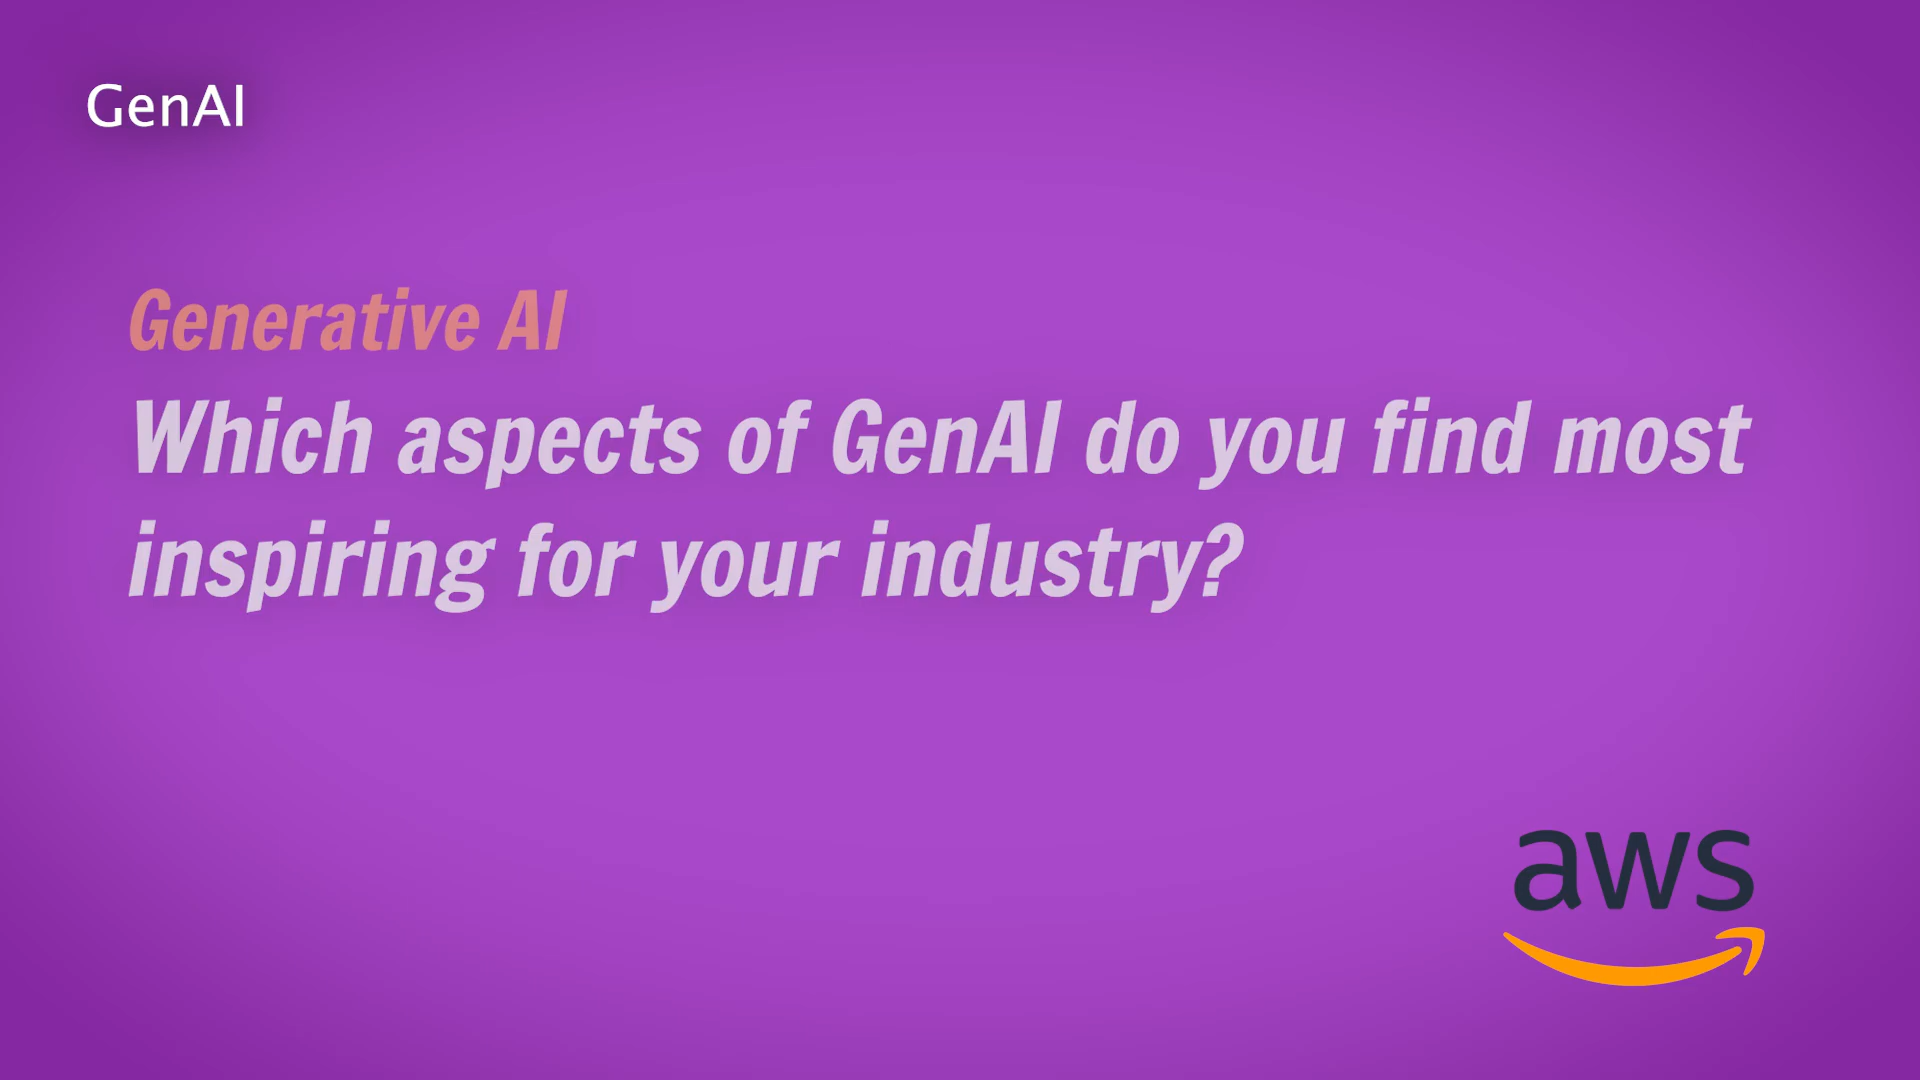 GenAI
Generative AI
Which aspects of GenAI do you find most
inspiring for your industry?
aws